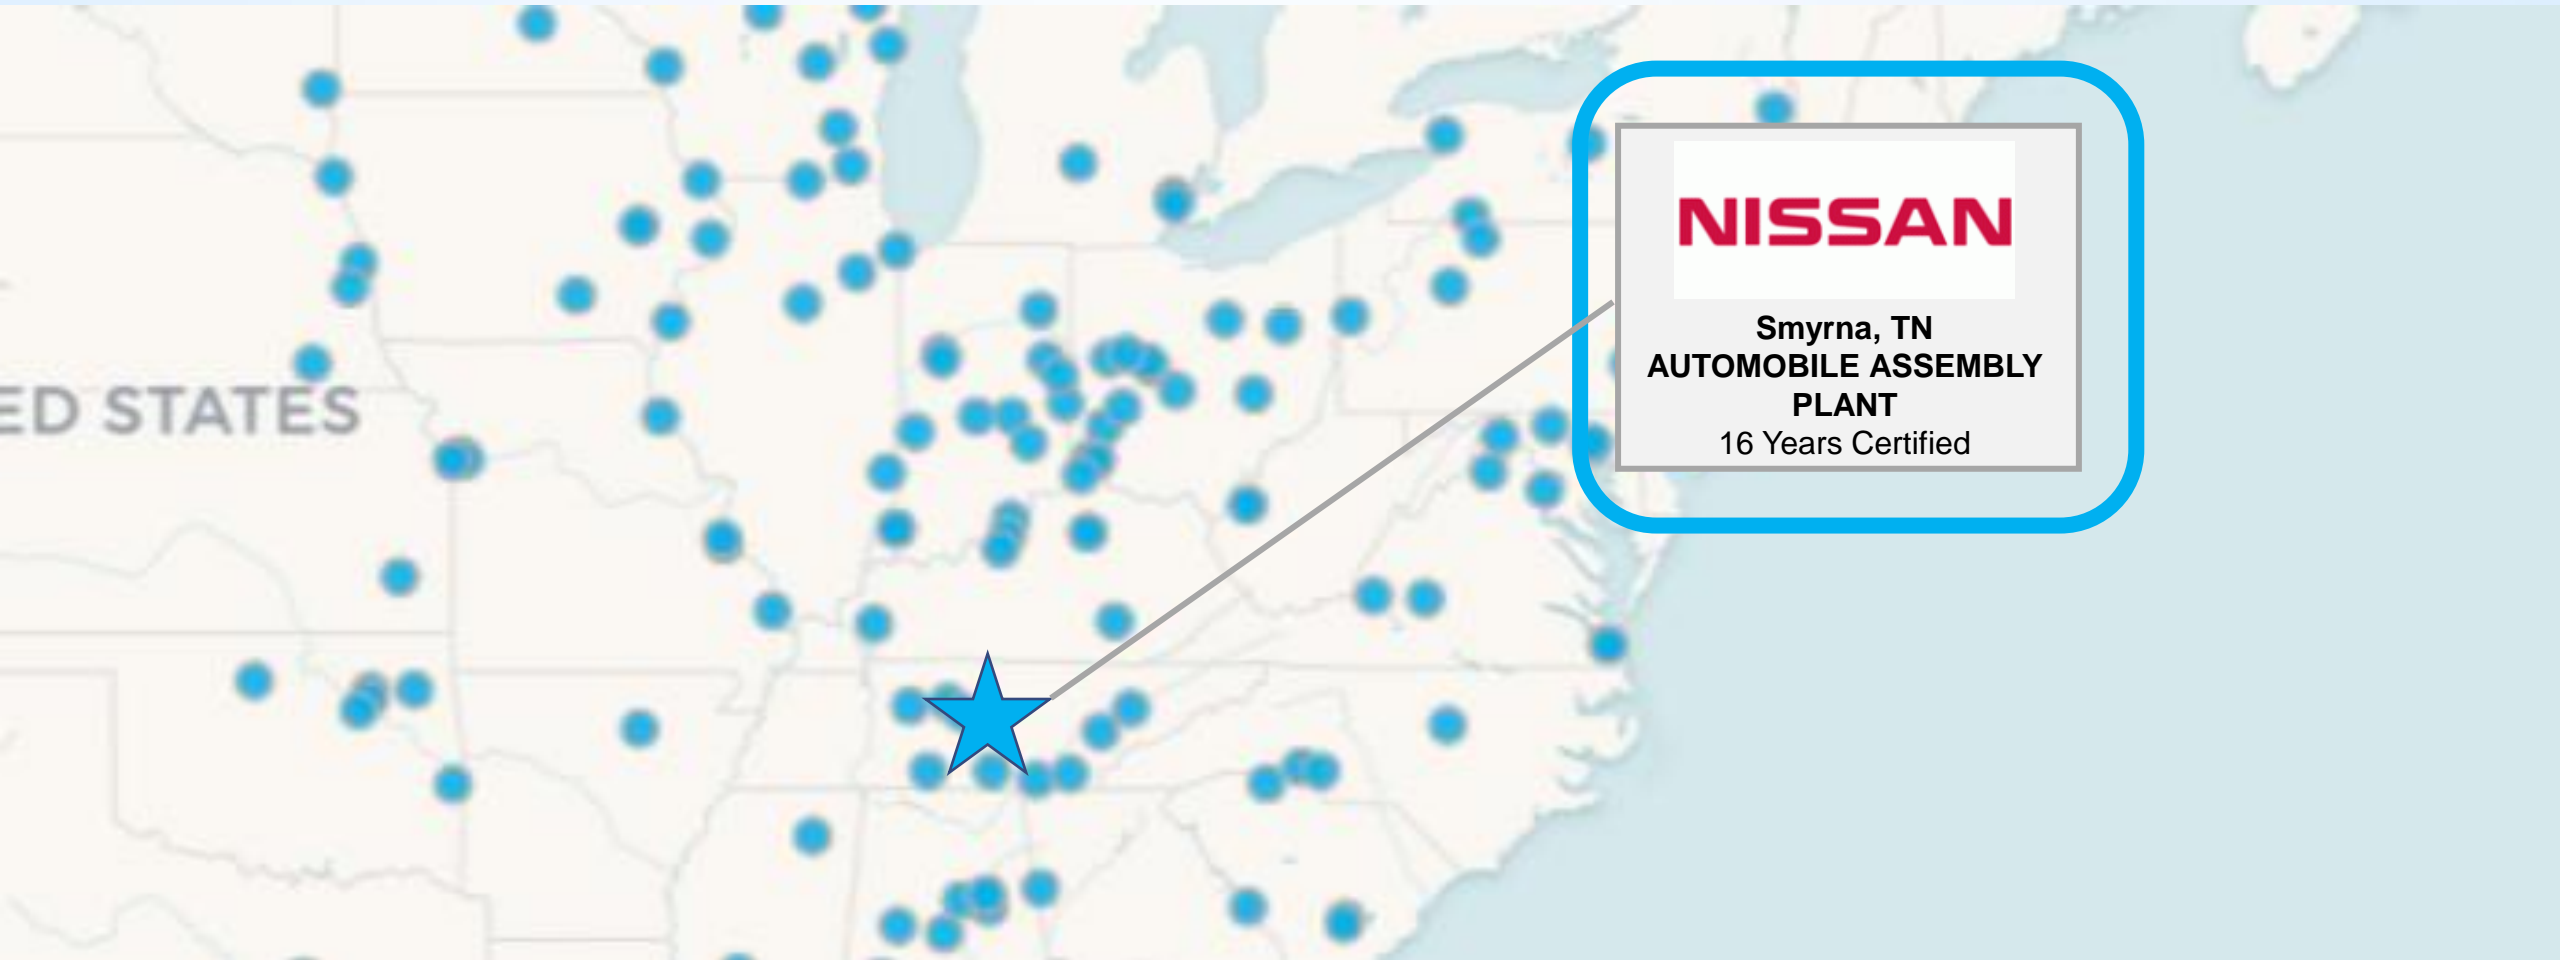 ED STATES
NISSAN
Smyrna, TN
AUTOMOBILE ASSEMBLY
PLANT
16 Years Certified